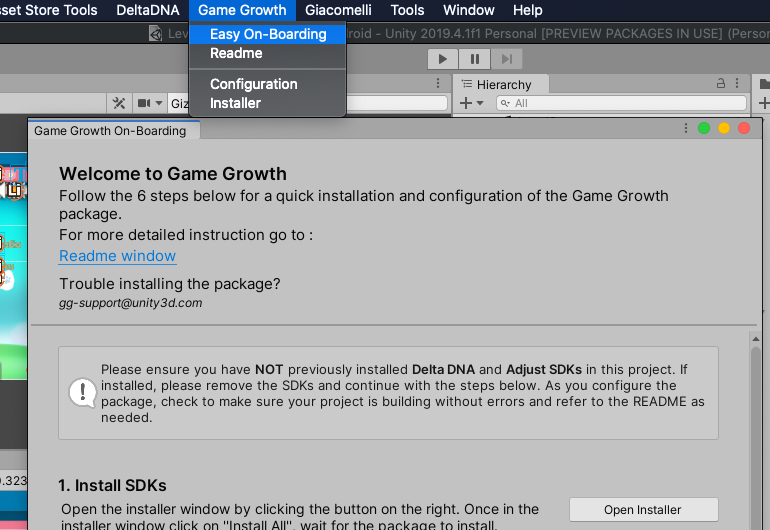 sset Store Tools DeltaDNA Game Growth Giacomelli Tools Window Help
Easy On-Boarding
Readme
Configuration
Installer
Lev
roid - Unity 2019.4.1f1 Personal [PREVIEW PACKAGES IN USE] (Person
Hierarchy
Giz
All
Game Growth On-Boarding
Welcome to Game Growth
Follow the 6 steps below for a quick installation and configuration of the Game Growth
package.
For more detailed instruction go to :
Readme window
Trouble installing the package?
gg-support@unity3d.com
Please ensure you have NOT previously installed Delta DNA and Adjust SDKs in this project. If
installed, please remove the SDKs and continue with the steps below. As you configure the
package, check to make sure your project is building without errors and refer to the README as
needed.
0.323
1. Install SDKs
Open the installer window by clicking the button on the right. Once in the
installer window click on "Install All", wait for the package to install.
Open Installer